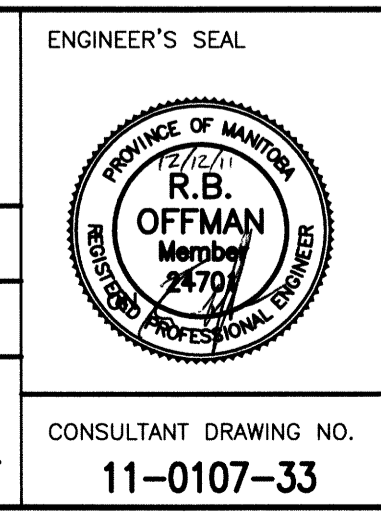 ENGINEER'S SEAL
PROVINCE OF MANITOBA
12/12/11
R.B.
OFFMAN
Member
24701
REGISTERED PROFESSIONAL ENGINEER
CONSULTANT DRAWING NO.
11-0107-33